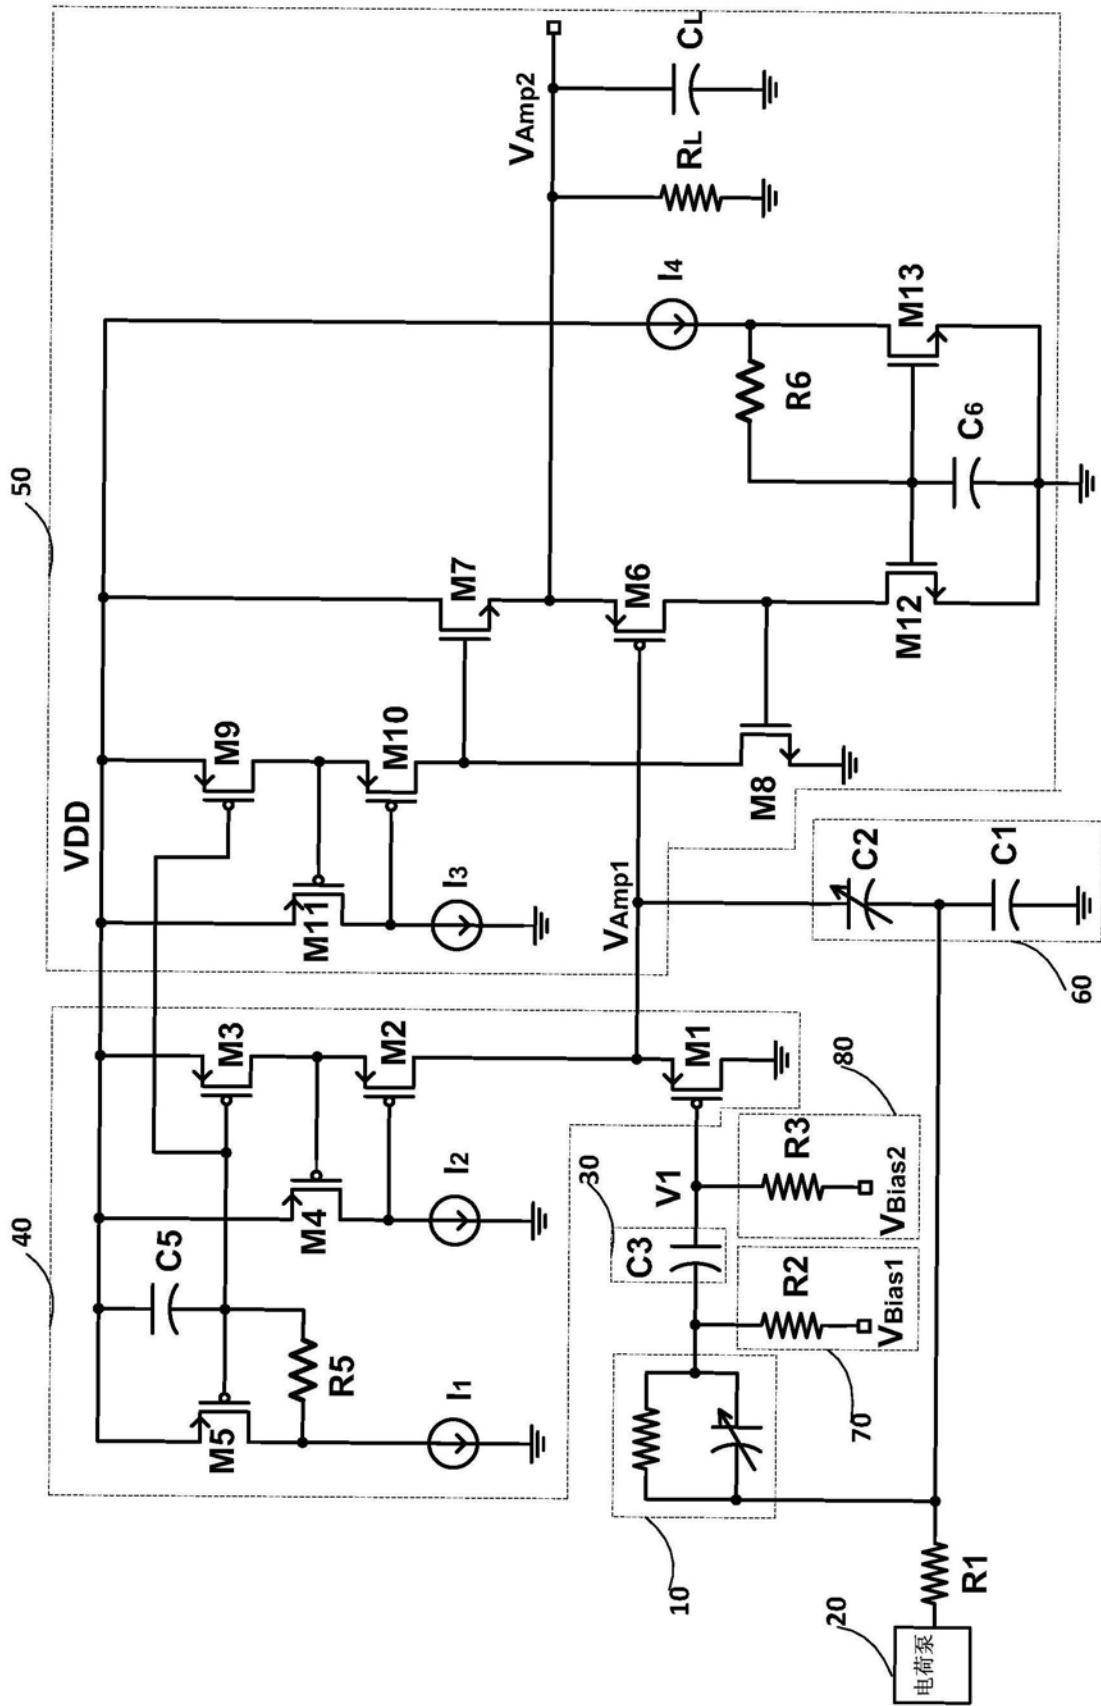 50
40
VDD
M9
M10
M11
I3
M7
M6
M8
M12
M13
I4
R6
C6
VAmp2
RL
CL
M3
M2
M4
I2
C5
M5
R5
I1
VAmp1
C2
C1
60
M1
V1
30
C3
R3
VBias2
80
R2
VBias1
70
10
R1
20
电荷泵